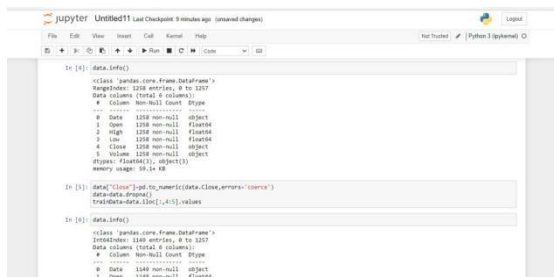 jupyter Untitled11 Last Checkpoint: 9 minutes ago (unsaved changes)
Logout
File Edit View Insert Cell Kernel Help
Not Trusted Python 3 (ipykernel)
Run Code
In [4]: data.info()
<class 'pandas.core.frame.DataFrame'>
RangeIndex: 1258 entries, 0 to 1257
Data columns (total 6 columns):
# Column Non-Null Count Dtype
--- ------ -------------- -----
0 Date 1258 non-null object
1 Open 1258 non-null float64
2 High 1258 non-null float64
3 Low 1258 non-null float64
4 Close 1258 non-null object
5 Volume 1258 non-null object
dtypes: float64(3), object(3)
memory usage: 59.1+ KB
In [5]: data["Close"]=pd.to_numeric(data.Close,errors='coerce')
data=data.dropna()
trainData=data.iloc[:,4:5].values
In [6]: data.info()
<class 'pandas.core.frame.DataFrame'>
Int64Index: 1149 entries, 0 to 1257
Data columns (total 6 columns):
# Column Non-Null Count Dtype
--- ------ -------------- -----
0 Date 1149 non-null object
1 Open 1149 non-null float64